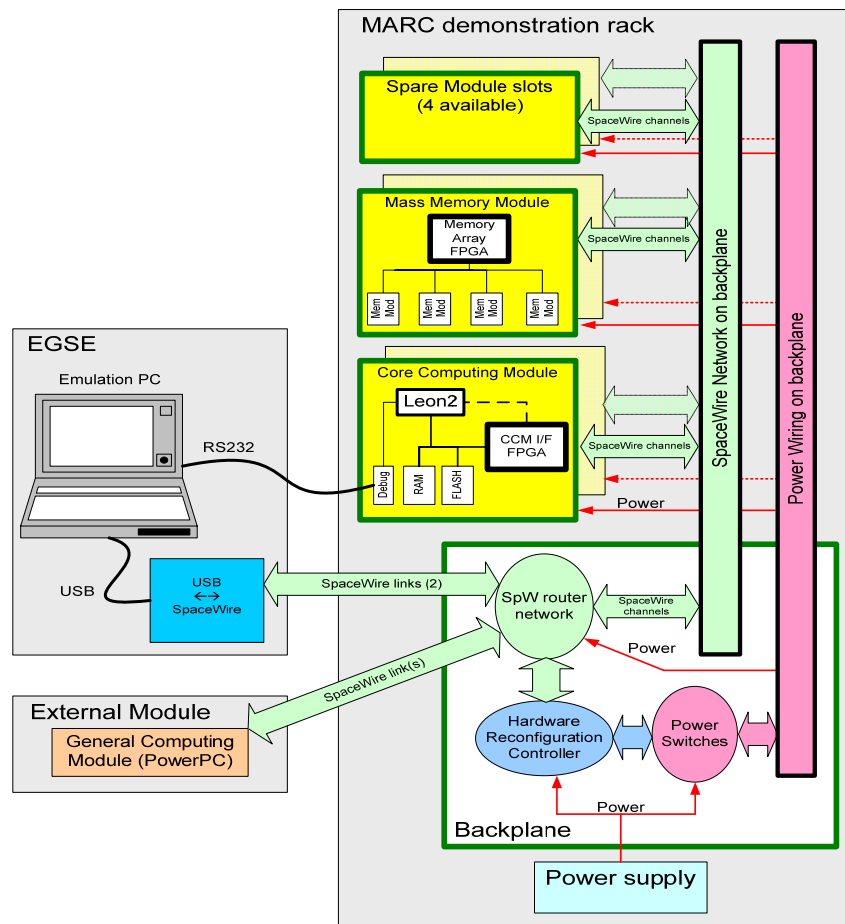 MARC demonstration rack
Spare Module slots
(4 available)
SpaceWire channels
Mass Memory Module
Memory
Array
FPGA
SpaceWire channels
Mem
Mod
Mem
Mod
Mem
Mod
Mem
Mod
SpaceWire Network on backplane
Power Wiring on backplane
EGSE
Emulation PC
RS232
Core Computing Module
Leon2
CCM I/F
FPGA
SpaceWire channels
Debug
RAM
FLASH
Power
USB
USB
<-->
SpaceWire
SpaceWire links (2)
SpW router
network
SpaceWire
channels
Power
SpaceWire link(s)
External Module
General Computing
Module (PowerPC)
Hardware
Reconfiguration
Controller
Power
Switches
Power
Backplane
Power supply